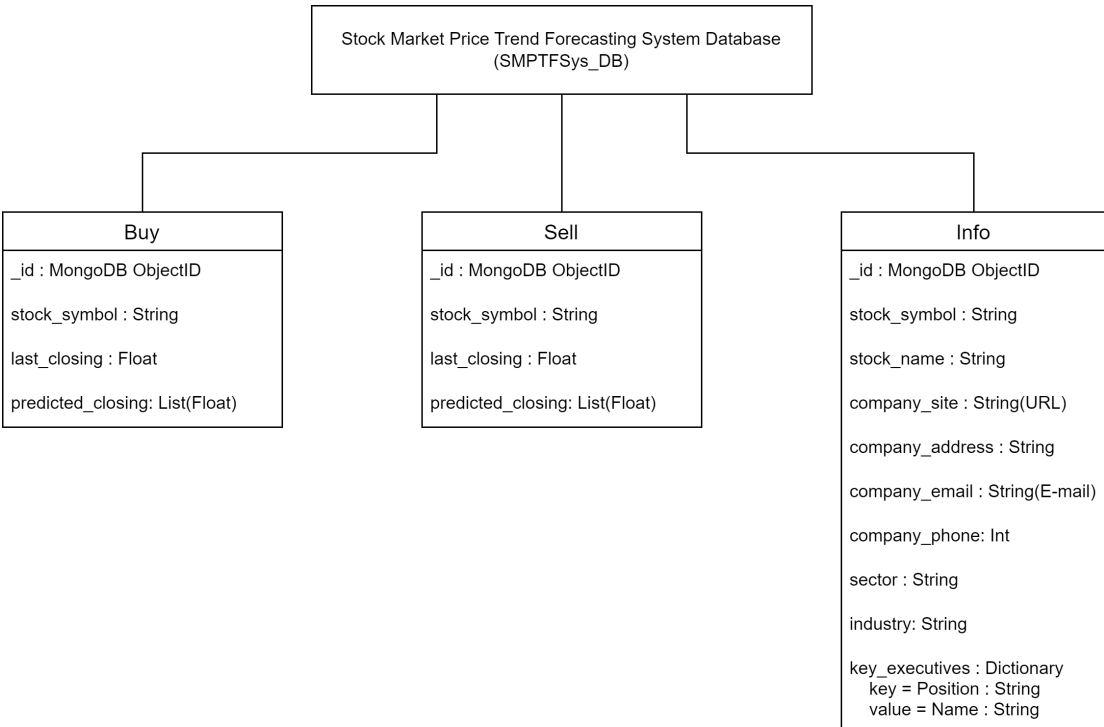 Stock Market Price Trend Forecasting System Database
(SMPTFSys_DB)
Buy
_id : MongoDB ObjectID
stock_symbol : String
last_closing : Float
predicted_closing: List(Float)
Sell
_id : MongoDB ObjectID
stock_symbol : String
last_closing : Float
predicted_closing: List(Float)
Info
_id : MongoDB ObjectID
stock_symbol : String
stock_name : String
company_site : String(URL)
company_address : String
company_email : String(E-mail)
company_phone: Int
sector : String
industry: String
key_executives : Dictionary
key = Position : String
value = Name : String